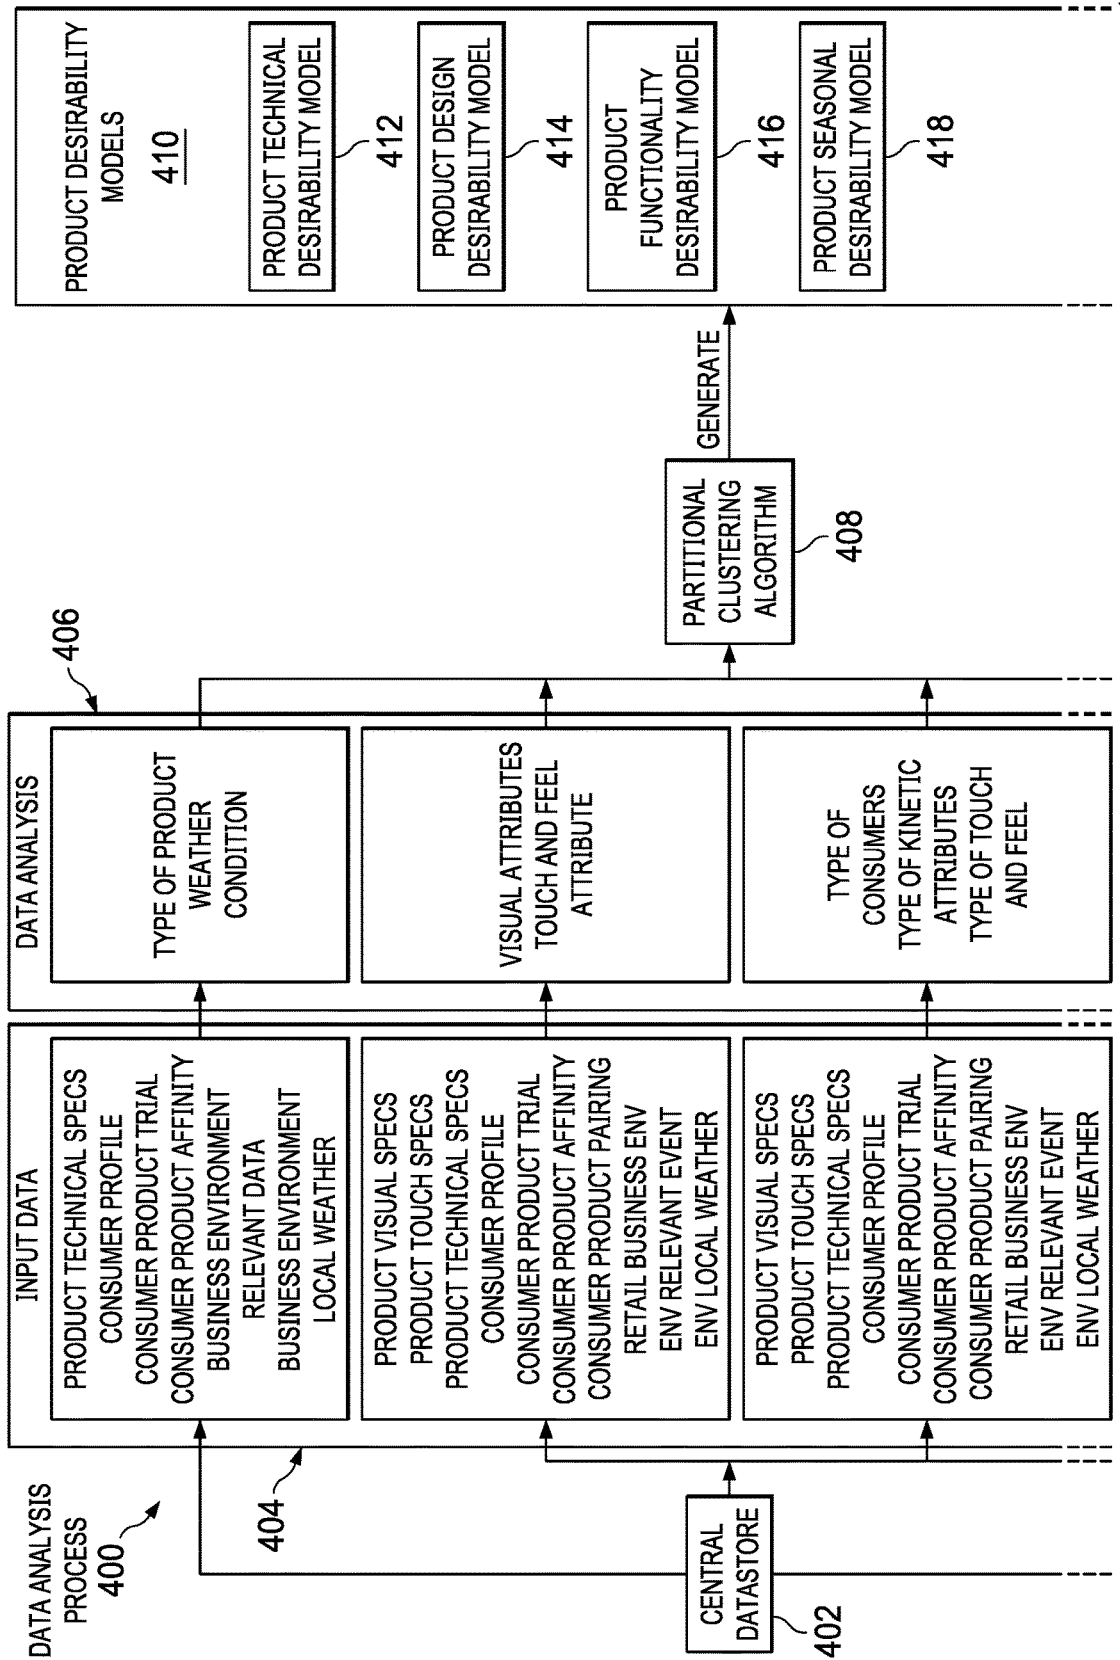 DATA ANALYSIS
PROCESS
400
CENTRAL
DATASTORE
402
404
INPUT DATA
PRODUCT TECHNICAL SPECS
CONSUMER PROFILE
CONSUMER PRODUCT TRIAL
CONSUMER PRODUCT AFFINITY
BUSINESS ENVIRONMENT
RELEVANT DATA
BUSINESS ENVIRONMENT
LOCAL WEATHER
PRODUCT VISUAL SPECS
PRODUCT TOUCH SPECS
PRODUCT TECHNICAL SPECS
CONSUMER PROFILE
CONSUMER PRODUCT TRIAL
CONSUMER PRODUCT AFFINITY
CONSUMER PRODUCT PAIRING
RETAIL BUSINESS ENV
ENV RELEVANT EVENT
ENV LOCAL WEATHER
PRODUCT VISUAL SPECS
PRODUCT TOUCH SPECS
PRODUCT TECHNICAL SPECS
CONSUMER PROFILE
CONSUMER PRODUCT TRIAL
CONSUMER PRODUCT AFFINITY
CONSUMER PRODUCT PAIRING
RETAIL BUSINESS ENV
ENV RELEVANT EVENT
ENV LOCAL WEATHER
DATA ANALYSIS
406
TYPE OF PRODUCT
WEATHER
CONDITION
VISUAL ATTRIBUTES
TOUCH AND FEEL
ATTRIBUTE
TYPE OF
CONSUMERS
TYPE OF KINETIC
ATTRIBUTES
TYPE OF TOUCH
AND FEEL
PARTITIONAL
CLUSTERING
ALGORITHM
408
GENERATE
PRODUCT DESIRABILITY
MODELS
410
PRODUCT TECHNICAL
DESIRABILITY MODEL
412
PRODUCT DESIGN
DESIRABILITY MODEL
414
PRODUCT
FUNCTIONALITY
DESIRABILITY MODEL
416
PRODUCT SEASONAL
DESIRABILITY MODEL
418